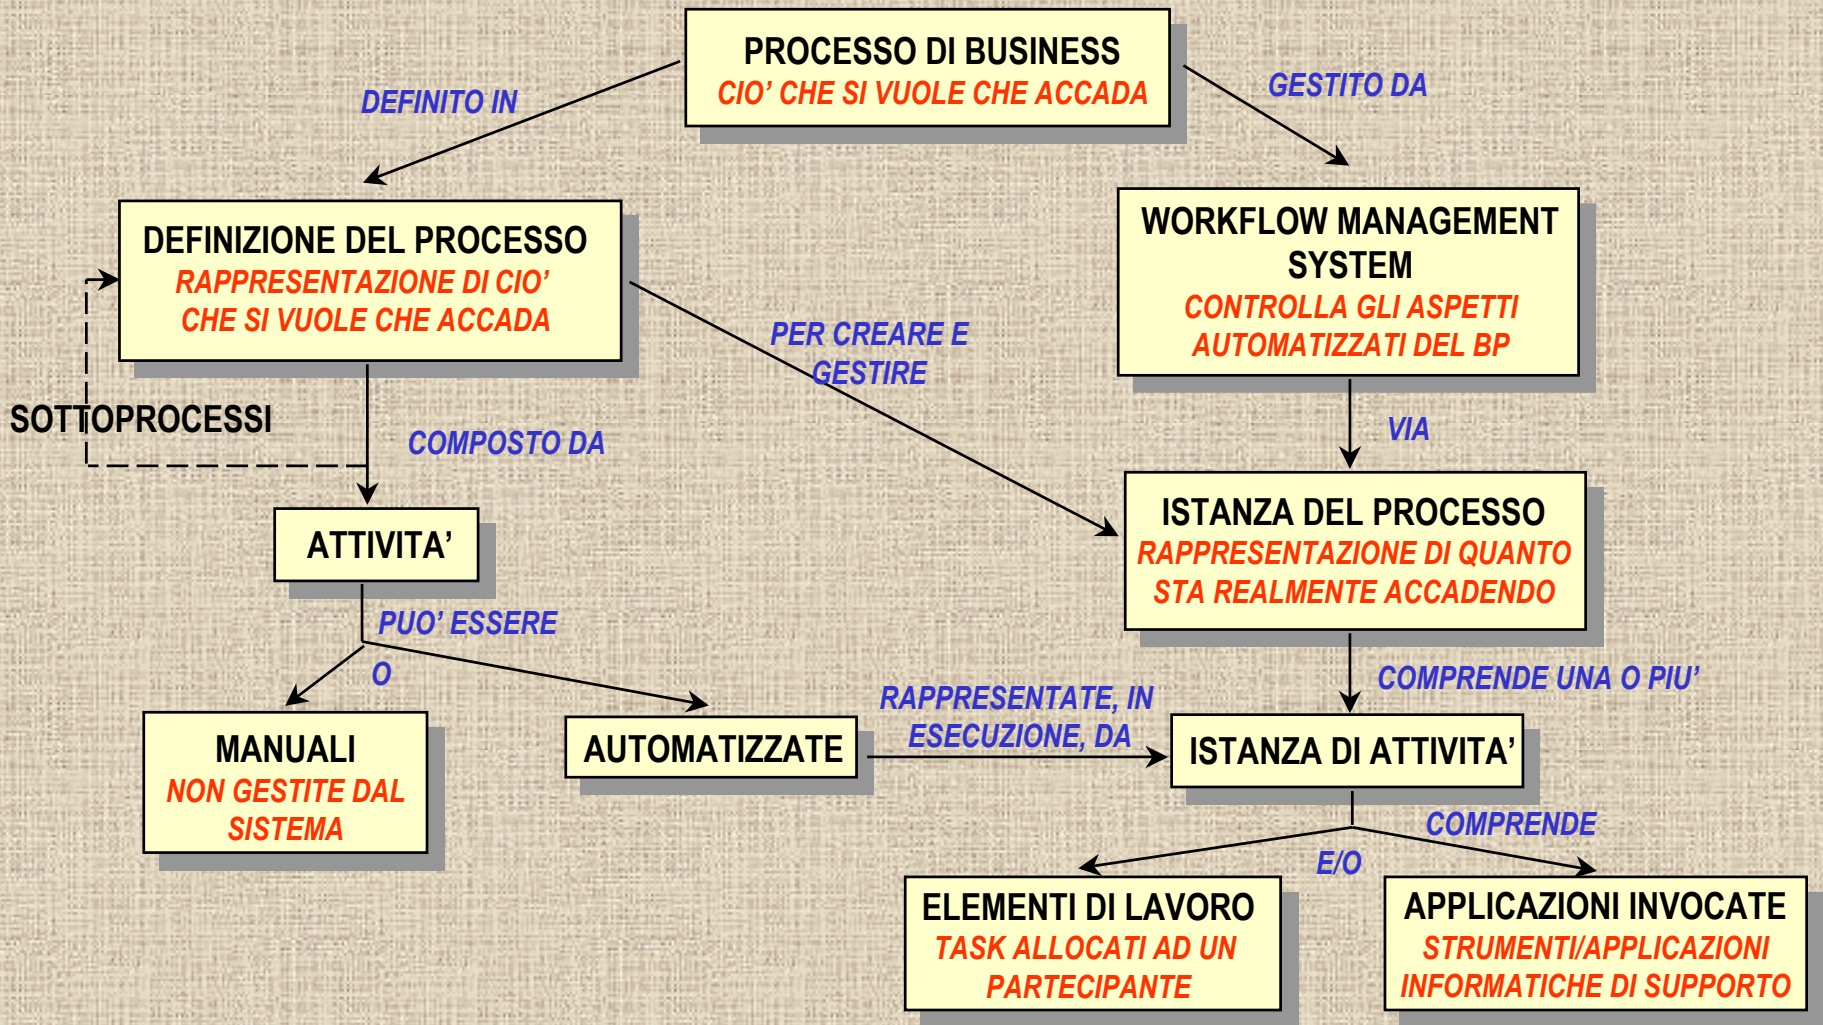 PROCESSO DI BUSINESS
CIO’ CHE SI VUOLE CHE ACCADA
DEFINITO IN
GESTITO DA
DEFINIZIONE DEL PROCESSO
RAPPRESENTAZIONE DI CIO’
CHE SI VUOLE CHE ACCADA
WORKFLOW MANAGEMENT
SYSTEM
CONTROLLA GLI ASPETTI
AUTOMATIZZATI DEL BP
PER CREARE E
GESTIRE
SOTTOPROCESSI
COMPOSTO DA
VIA
ATTIVITA’
ISTANZA DEL PROCESSO
RAPPRESENTAZIONE DI QUANTO
STA REALMENTE ACCADENDO
PUO’ ESSERE
O
COMPRENDE UNA O PIU’
MANUALI
NON GESTITE DAL
SISTEMA
AUTOMATIZZATE
RAPPRESENTATE, IN
ESECUZIONE, DA
ISTANZA DI ATTIVITA’
COMPRENDE
E/O
ELEMENTI DI LAVORO
TASK ALLOCATI AD UN
PARTECIPANTE
APPLICAZIONI INVOCATE
STRUMENTI/APPLICAZIONI
INFORMATICHE DI SUPPORTO